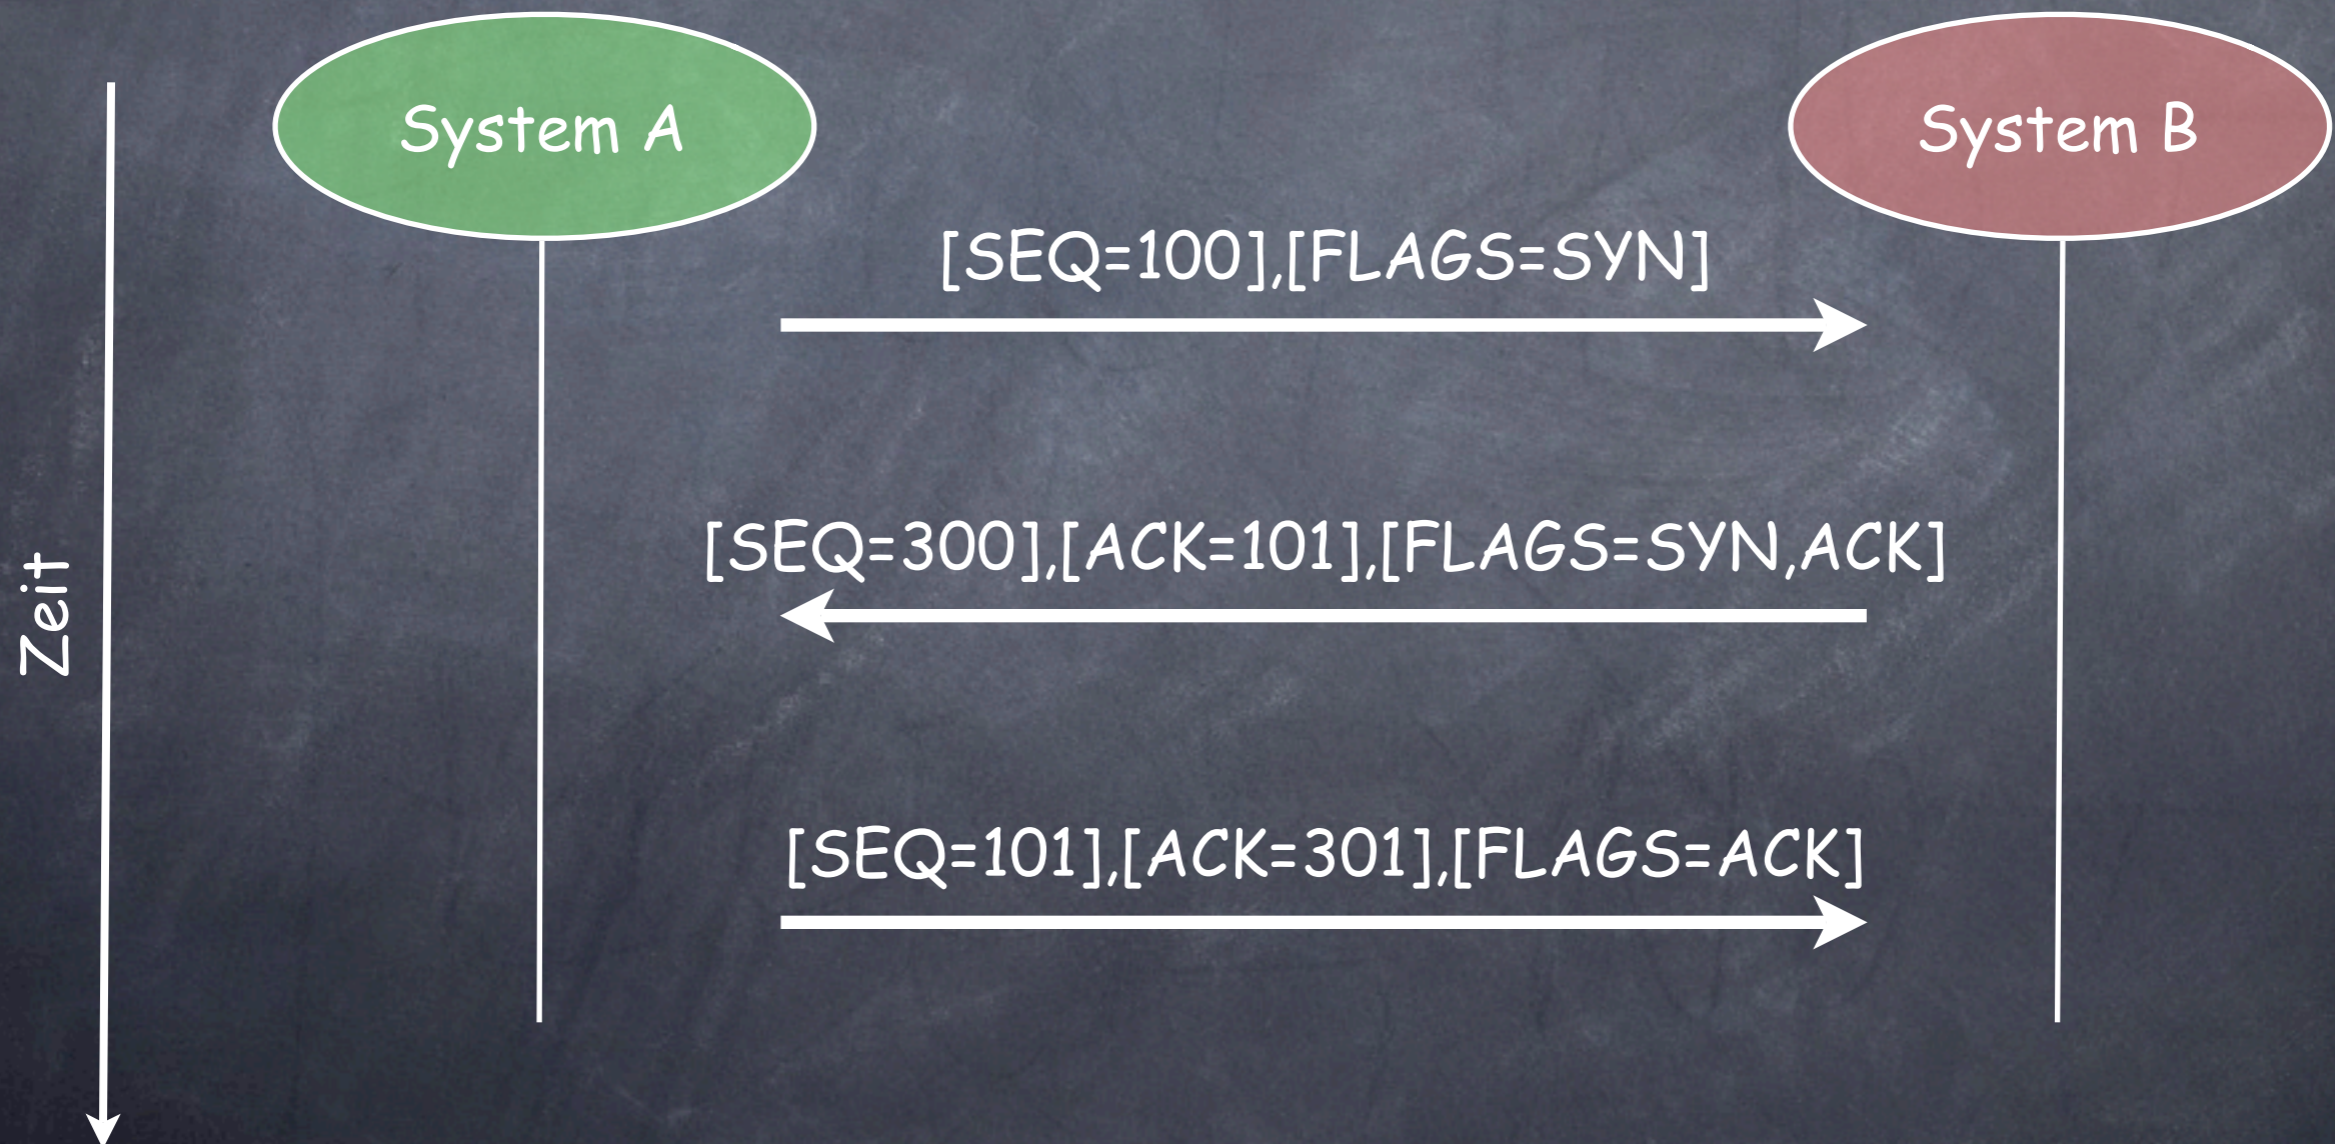 System A
System B
[SEQ=100],[FLAGS=SYN]
[SEQ=300],[ACK=101],[FLAGS=SYN,ACK]
Zeit
[SEQ=101],[ACK=301],[FLAGS=ACK]